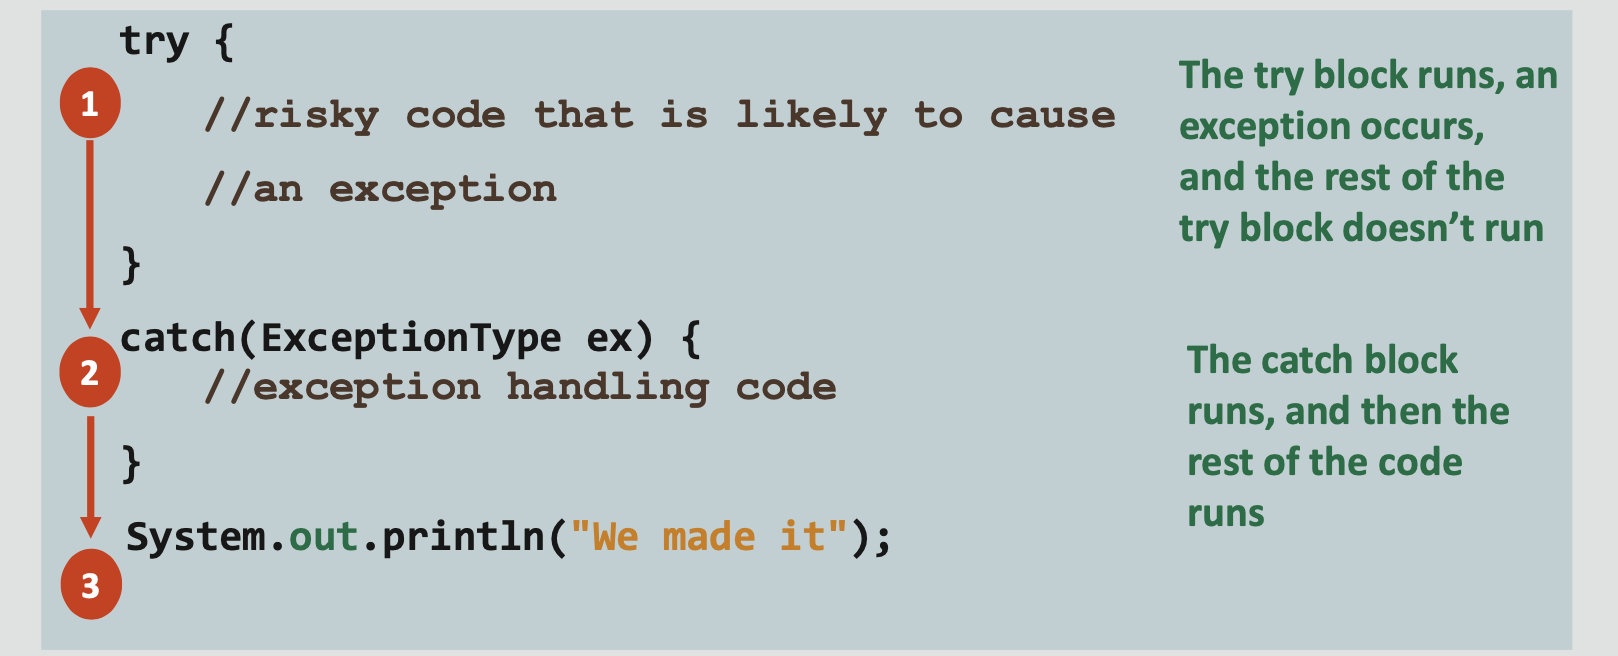 try {
1
//risky code that is likely to cause
//an exception
}
2
catch(ExceptionType ex) {
//exception handling code
}
System.out.println("We made it");
3
The try block runs, an
exception occurs,
and the rest of the
try block doesn’t run
The catch block
runs, and then the
rest of the code
runs